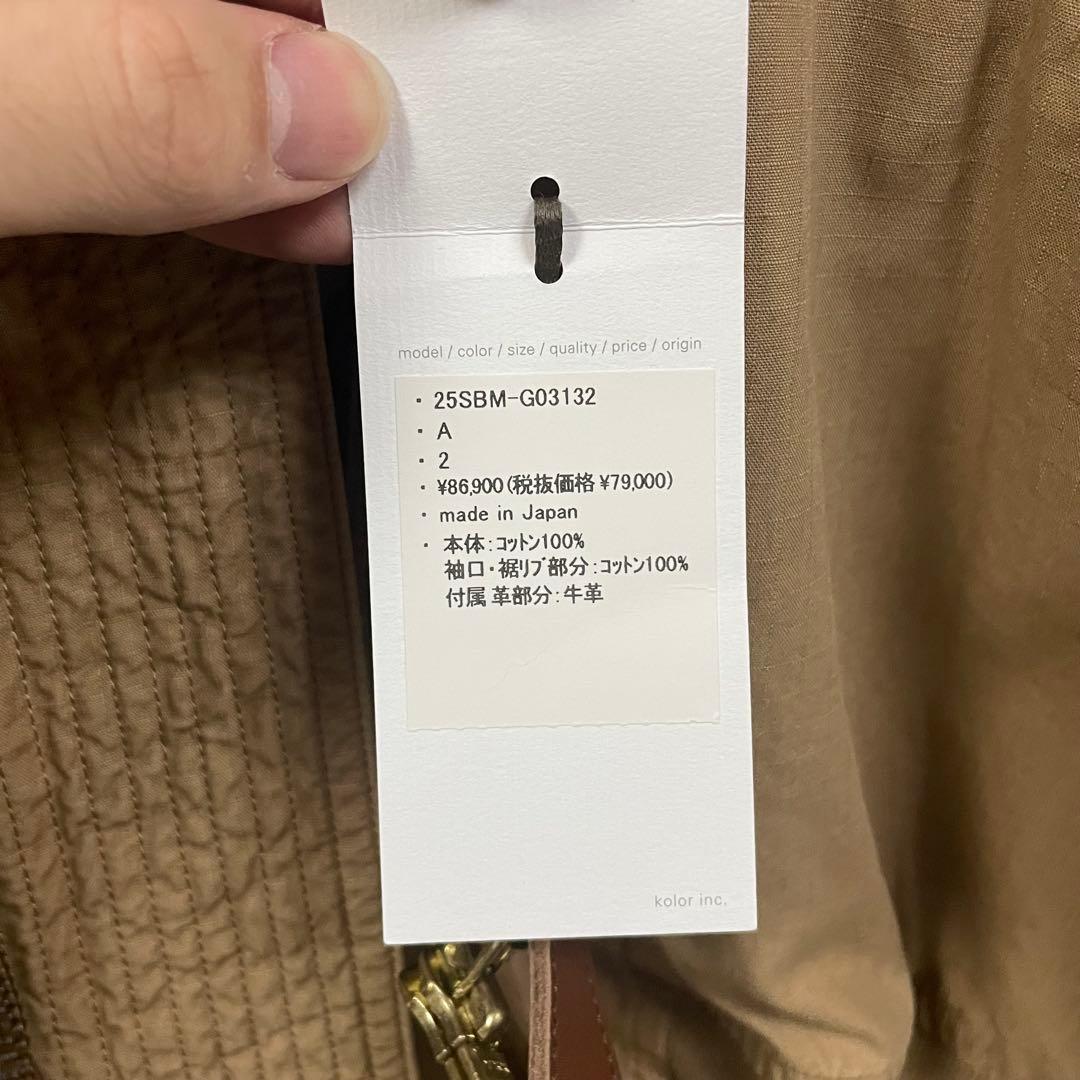 model / color / size / quality / price / origin
・ 25SBM-G03132
・ A
・ 2
・ ¥86,900(税抜価格 ¥79,000)
・ made in Japan
・ 本体:コットン100%
袖口・裾リブ部分:コットン100%
付属 革部分:牛革
kolor inc.